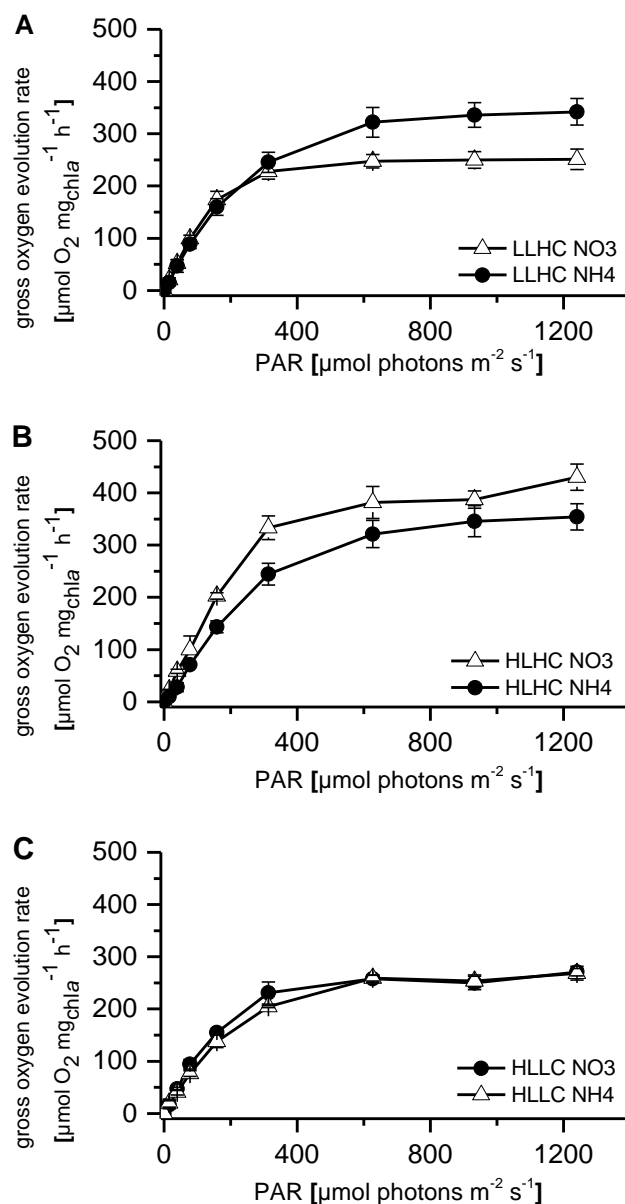 A
gross oxygen evolution rate
[µmol O2 mgchla-1 h-1]
500
400
300
200
100
0
LLHC NO3
LLHC NH4
0 400 800 1200
PAR [µmol photons m-2 s-1]
B
gross oxygen evolution rate
[µmol O2 mgchla-1 h-1]
500
400
300
200
100
0
HLHC NO3
HLHC NH4
0 400 800 1200
PAR [µmol photons m-2 s-1]
C
gross oxygen evolution rate
[µmol O2 mgchla-1 h-1]
500
400
300
200
100
0
HLLC NO3
HLLC NH4
0 400 800 1200
PAR [µmol photons m-2 s-1]